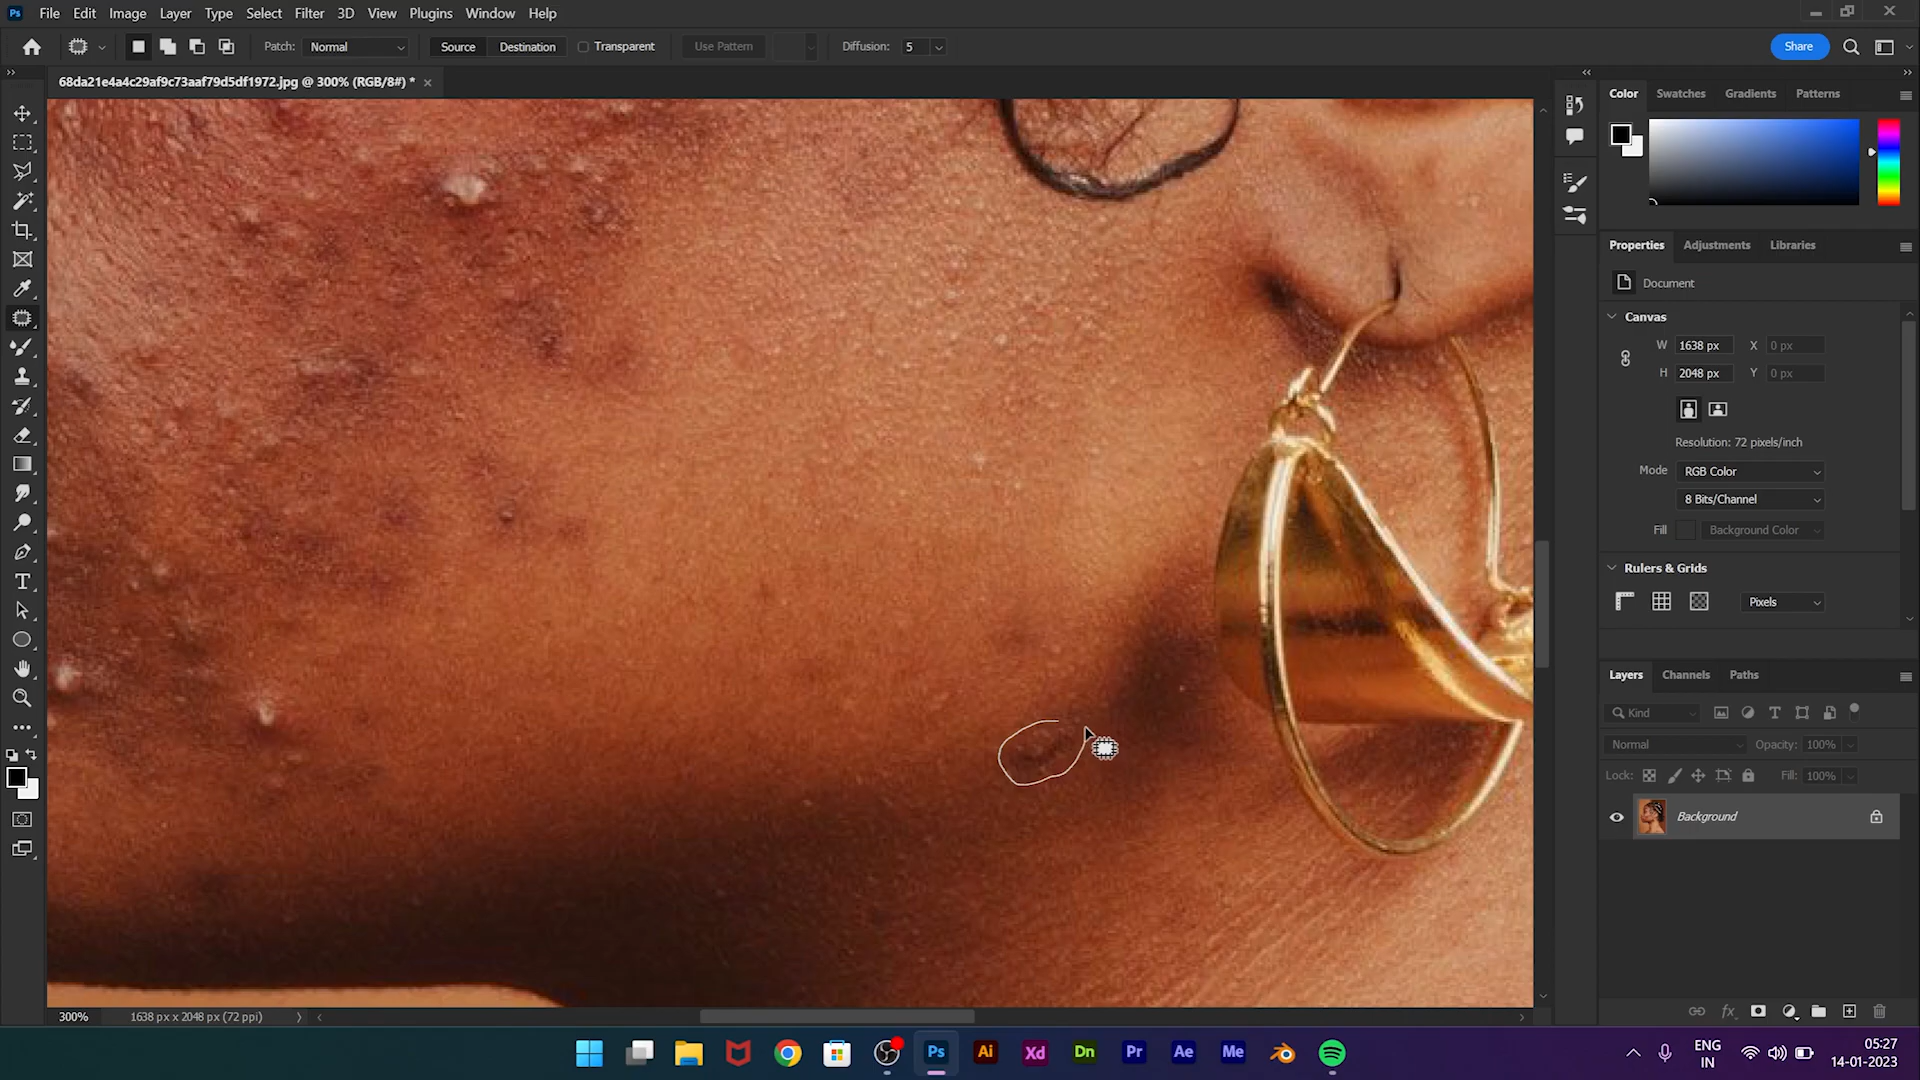 Ps File Edit Image Layer Type Select Filter 3D View Plugins Window Help
Patch: Normal Source Destination Transparent Use Pattern Diffusion: 5 Share
68da21e4a4c29af9c73aaf79d5df1972.jpg @ 300% (RGB/8#) *
Color Swatches Gradients Patterns
Properties Adjustments Libraries
Document
Canvas
W 1638 px X 0 px
H 2048 px Y 0 px
Resolution: 72 pixels/inch
Mode RGB Color
8 Bits/Channel
Fill Background Color
Rulers & Grids
Pixels
Layers Channels Paths
Kind
Normal Opacity: 100%
Lock: Fill: 100%
Background
fx
300% 1638 px x 2048 px (72 ppi)
Ps Ai Xd Dn Pr Ae Me
ENG
IN
05:27
14-01-2023